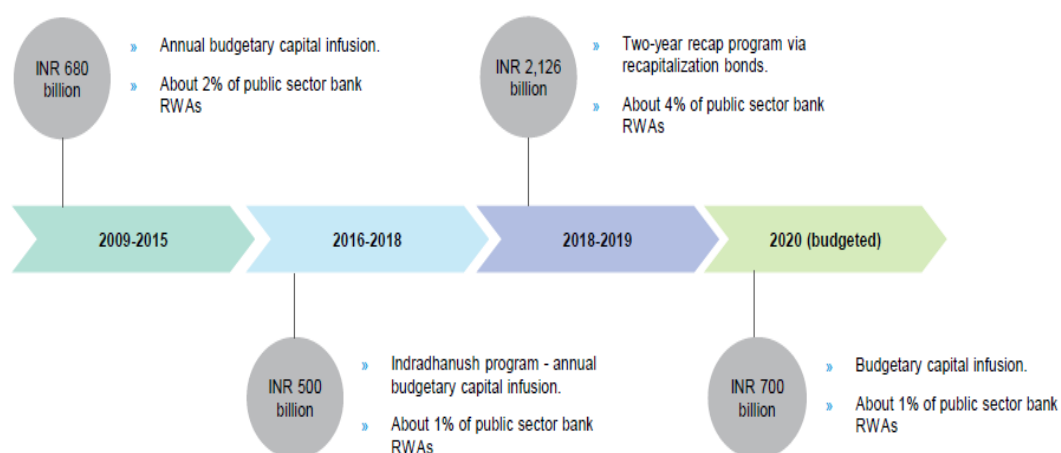 INR 680
billion
» Annual budgetary capital infusion.
» About 2% of public sector bank
RWAs
INR 2,126
billion
» Two-year recap program via
recapitalization bonds.
» About 4% of public sector bank
RWAs
2009-2015
2016-2018
2018-2019
2020 (budgeted)
INR 500
billion
» Indradhanush program - annual
budgetary capital infusion.
» About 1% of public sector bank
RWAs
INR 700
billion
» Budgetary capital infusion.
» About 1% of public sector bank
RWAs